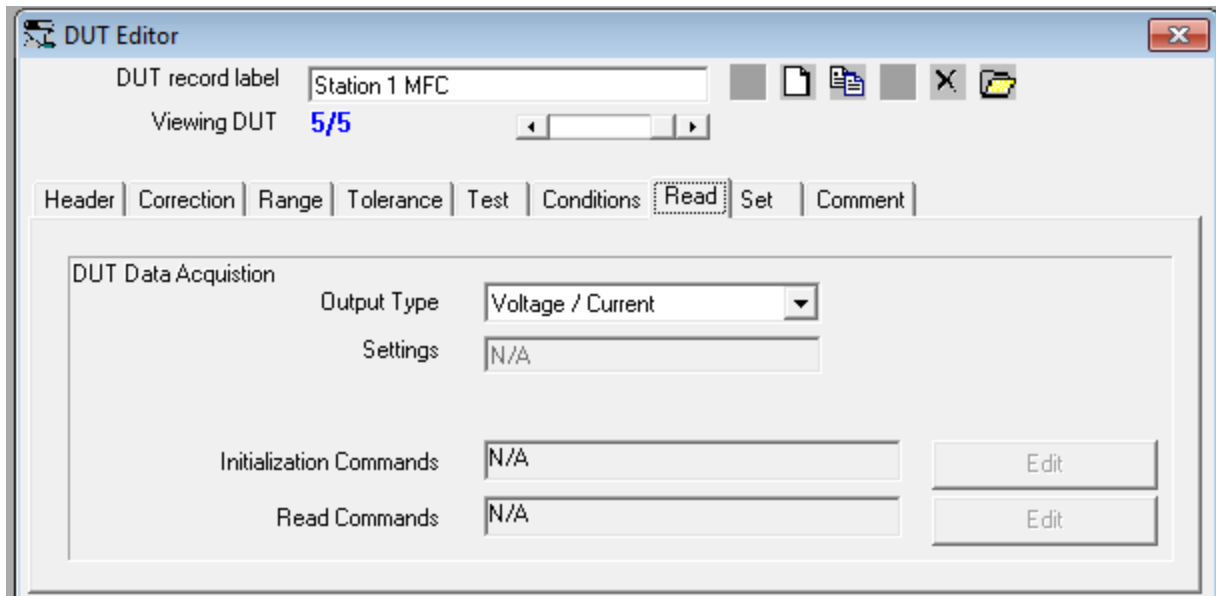 DUT Editor
DUT record label Station 1 MFC
Viewing DUT 5/5
Header Correction Range Tolerance Test Conditions Read Set Comment
DUT Data Acquistion
Output Type Voltage / Current
Settings N/A
Initialization Commands N/A Edit
Read Commands N/A Edit